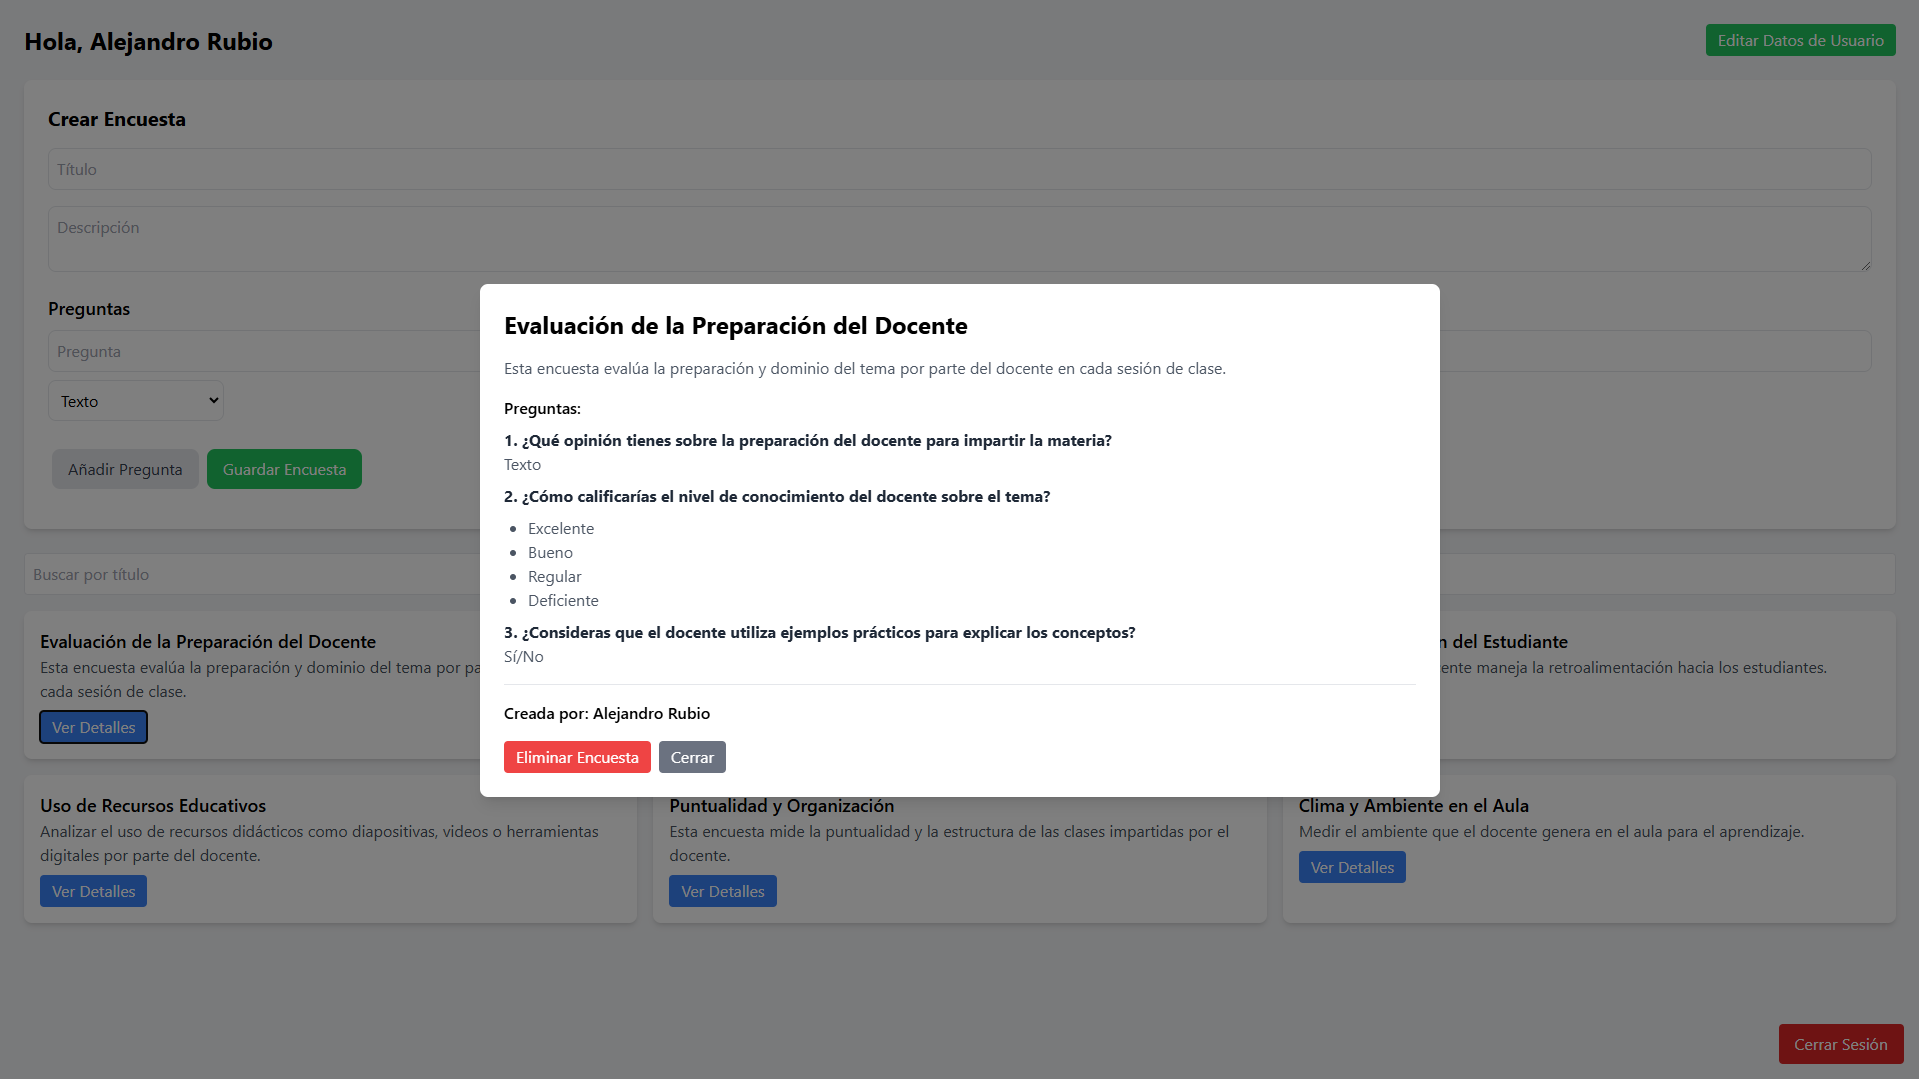 Hola, Alejandro Rubio
Editar Datos de Usuario
Crear Encuesta
Título
Descripción
Preguntas
Pregunta
Texto
Añadir Pregunta
Guardar Encuesta
Buscar por título
Evaluación de la Preparación del Docente
Esta encuesta evalúa la preparación y dominio del tema por
cada sesión de clase.
Ver Detalles
del Estudiante
maneja la retroalimentación hacia los estudiantes.
Uso de Recursos Educativos
Analizar el uso de recursos didácticos como diapositivas, videos o herramientas
digitales por parte del docente.
Ver Detalles
Puntualidad y Organización
Esta encuesta mide la puntualidad y la estructura de las clases impartidas por el
docente.
Ver Detalles
Clima y Ambiente en el Aula
Medir el ambiente que el docente genera en el aula para el aprendizaje.
Ver Detalles
Evaluación de la Preparación del Docente
Esta encuesta evalúa la preparación y dominio del tema por parte del docente en cada sesión de clase.
Preguntas:
1. ¿Qué opinión tienes sobre la preparación del docente para impartir la materia?
Texto
2. ¿Cómo calificarías el nivel de conocimiento del docente sobre el tema?
• Excelente
• Bueno
• Regular
• Deficiente
3. ¿Consideras que el docente utiliza ejemplos prácticos para explicar los conceptos?
Sí/No
Creada por: Alejandro Rubio
Eliminar Encuesta
Cerrar
Cerrar Sesión